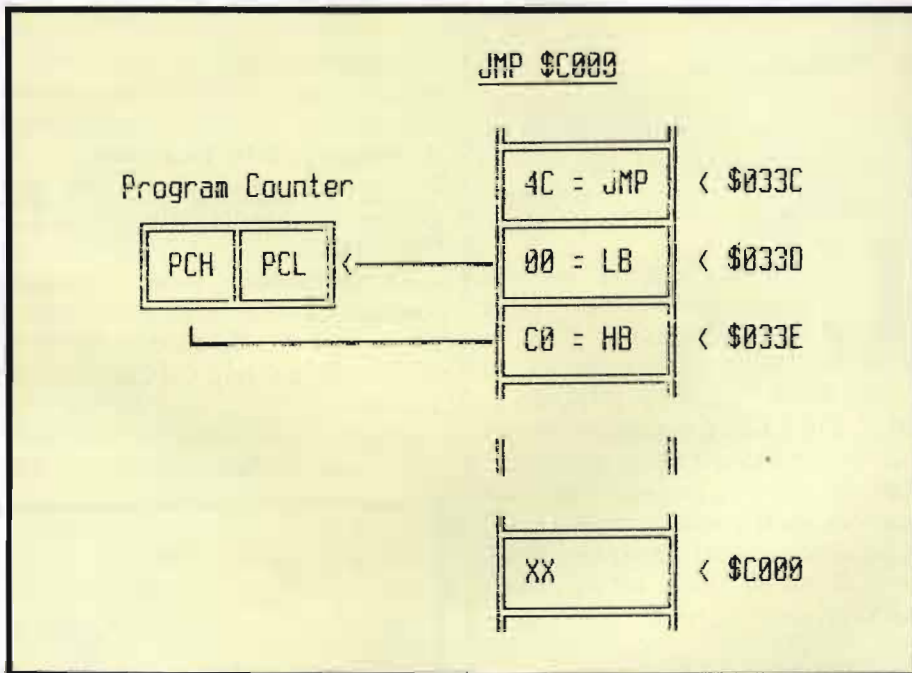 JMP $C000
Program Counter
4C = JMP < $033C
PCH PCL < 00 = LB < $033D
C0 = HB < $033E
XX < $C000